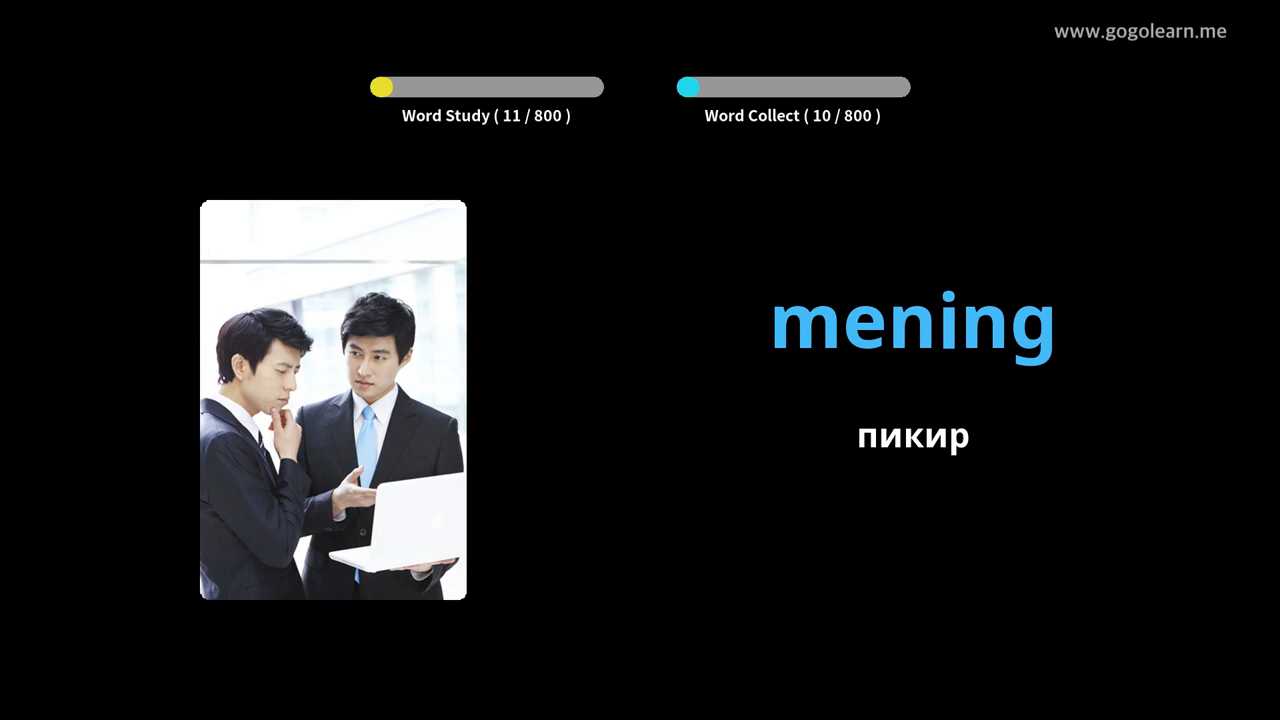 www.gogolearn.me
Word Study ( 11 / 800 )
Word Collect ( 10 / 800 )
mening
пикир